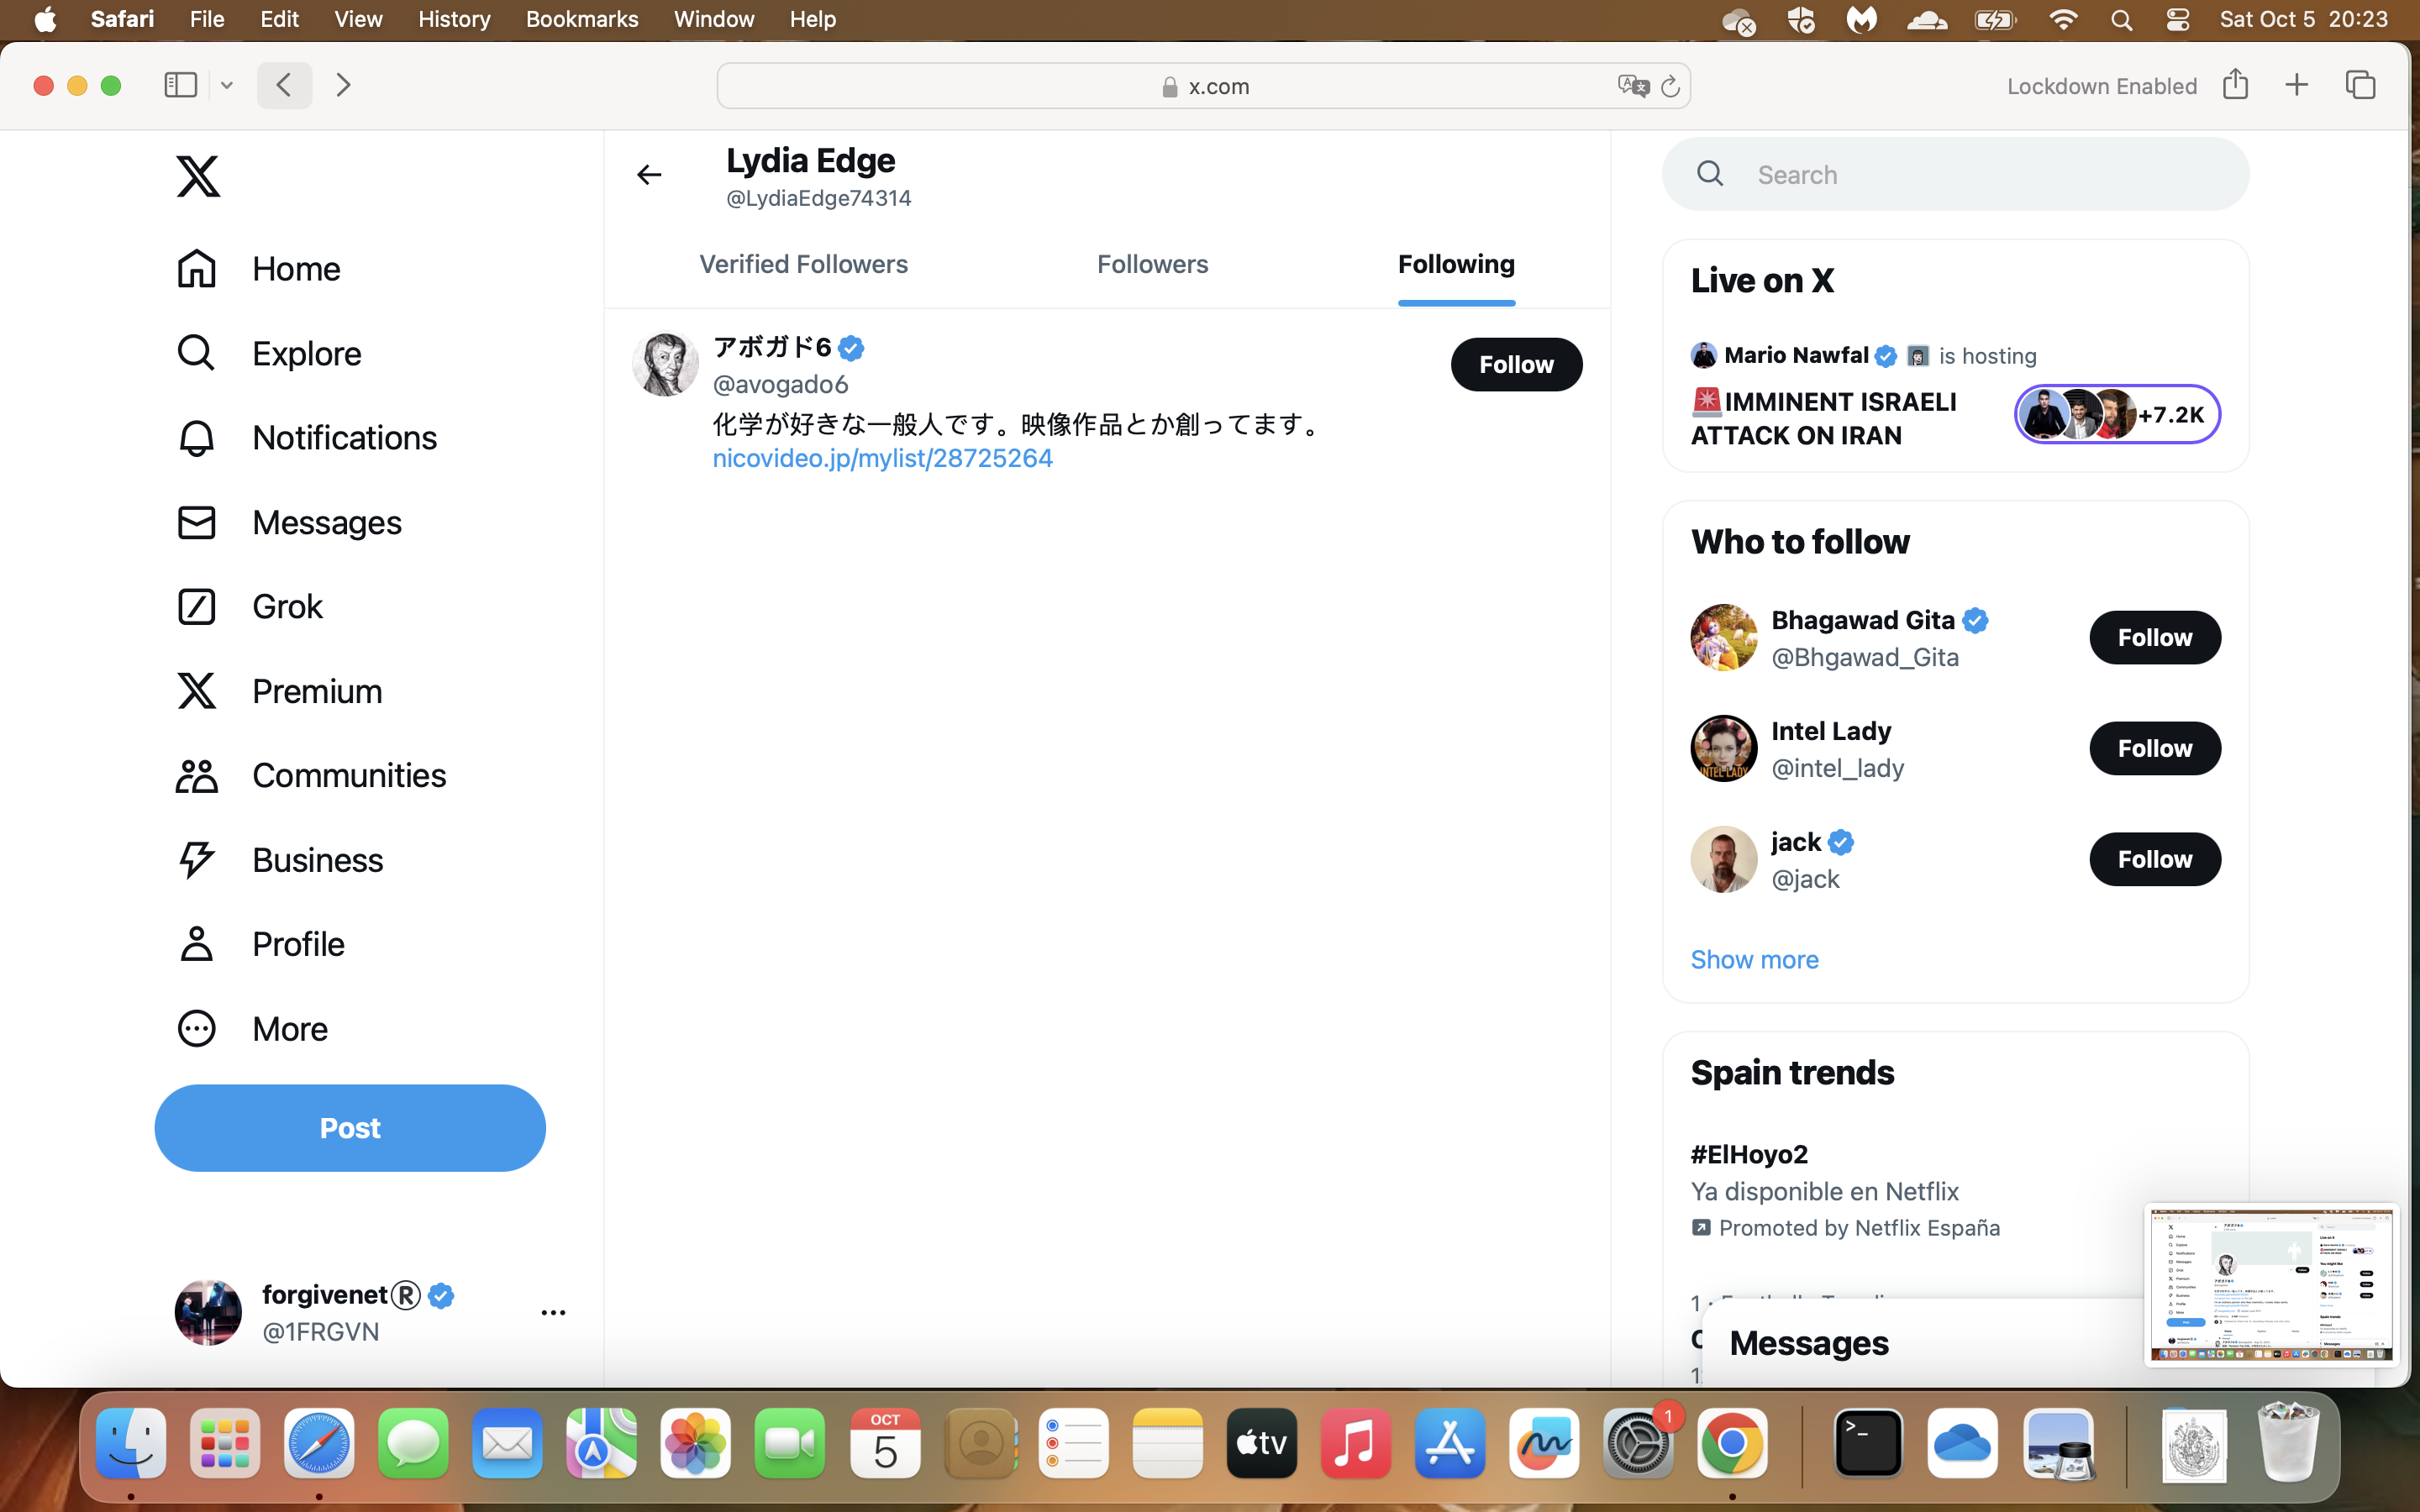 Safari File Edit View History Bookmarks Window Help
Sat Oct 5 20:23
x.com
Lockdown Enabled
Home
Explore
Notifications
Messages
Grok
Premium
Communities
Business
Profile
More
Post
forgivenet®
@1FRGVN
Lydia Edge
@LydiaEdge74314
Verified Followers Followers Following
アボガド6
@avogado6
Follow
化学が好きな一般人です。映像作品とか創ってます。
nicovideo.jp/mylist/28725264
Search
Live on X
Mario Nawfal is hosting
🚨IMMINENT ISRAELI
ATTACK ON IRAN
+7.2K
Who to follow
Bhagawad Gita
@Bhgawad_Gita
Follow
Intel Lady
@intel_lady
Follow
jack
@jack
Follow
Show more
Spain trends
#ElHoyo2
Ya disponible en Netflix
Promoted by Netflix España
Messages
OCT
5
tv
1